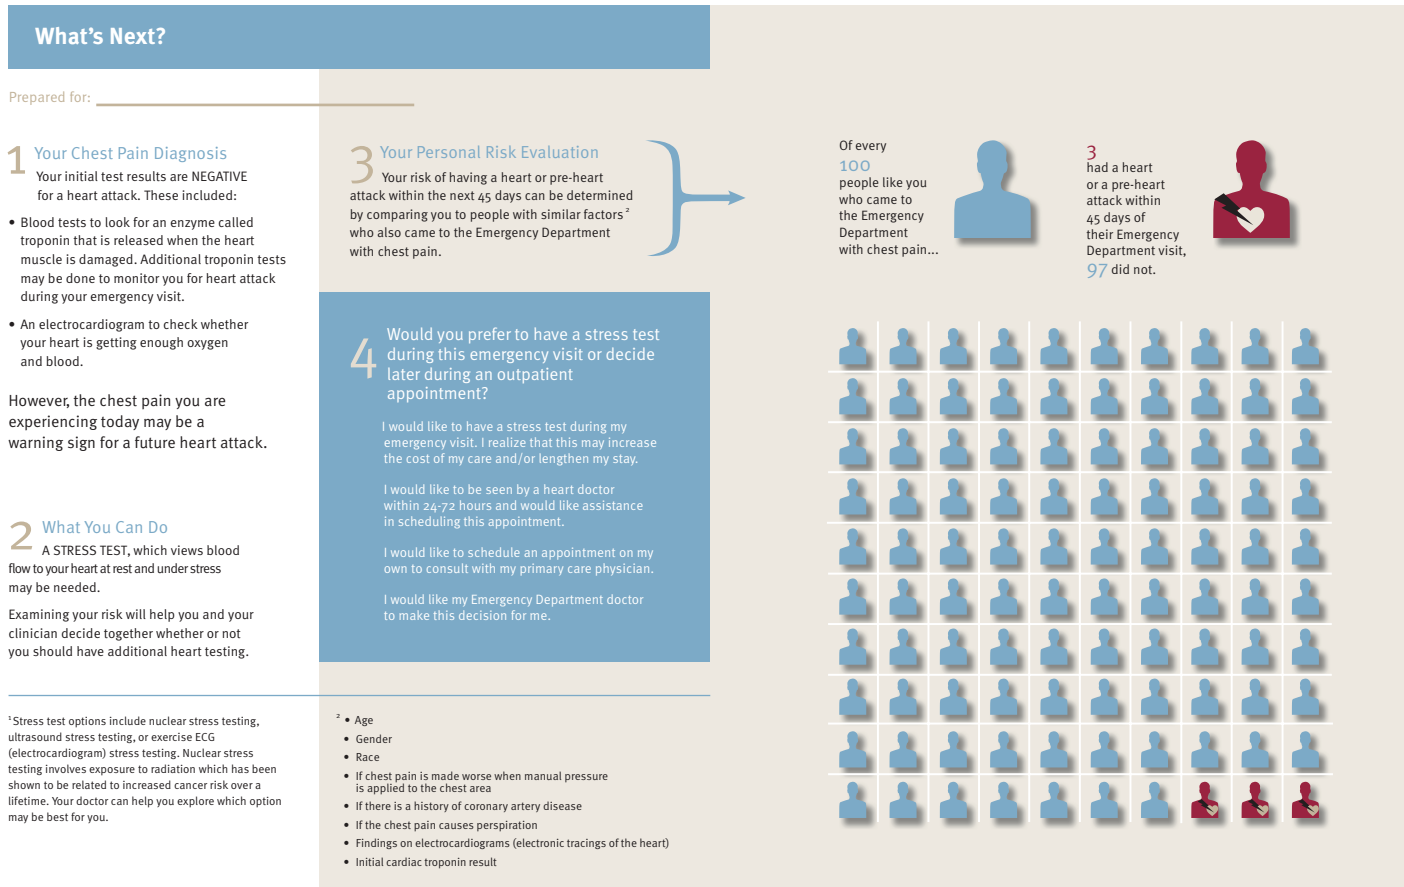 What's Next?
Prepared for:
1 Your Chest Pain Diagnosis
Your initial test results are NEGATIVE
for a heart attack. These included:
• Blood tests to look for an enzyme called
troponin that is released when the heart
muscle is damaged. Additional troponin tests
may be done to monitor you for heart attack
during your emergency visit.
• An electrocardiogram to check whether
your heart is getting enough oxygen
and blood.
However, the chest pain you are
experiencing today may be a
warning sign for a future heart attack.
2 What You Can Do
A STRESS TEST, which views blood
flow to your heart at rest and under stress
may be needed.
Examining your risk will help you and your
clinician decide together whether or not
you should have additional heart testing.
1 Stress test options include nuclear stress testing,
ultrasound stress testing, or exercise ECG
(electrocardiogram) stress testing. Nuclear stress
testing involves exposure to radiation which has been
shown to be related to increased cancer risk over a
lifetime. Your doctor can help you explore which option
may be best for you.
3 Your Personal Risk Evaluation
Your risk of having a heart or pre-heart
attack within the next 45 days can be determined
by comparing you to people with similar factors 2
who also came to the Emergency Department
with chest pain.
4 Would you prefer to have a stress test
during this emergency visit or decide
later during an outpatient
appointment?
I would like to have a stress test during my
emergency visit. I realize that this may increase
the cost of my care and/or lengthen my stay.
I would like to be seen by a heart doctor
within 24-72 hours and would like assistance
in scheduling this appointment.
I would like to schedule an appointment on my
own to consult with my primary care physician.
I would like my Emergency Department doctor
to make this decision for me.
2 • Age
• Gender
• Race
• If chest pain is made worse when manual pressure
is applied to the chest area
• If there is a history of coronary artery disease
• If the chest pain causes perspiration
• Findings on electrocardiograms (electronic tracings of the heart)
• Initial cardiac troponin result
Of every
100
people like you
who came to
the Emergency
Department
with chest pain...
3
had a heart
or a pre-heart
attack within
45 days of
their Emergency
Department visit,
97 did not.